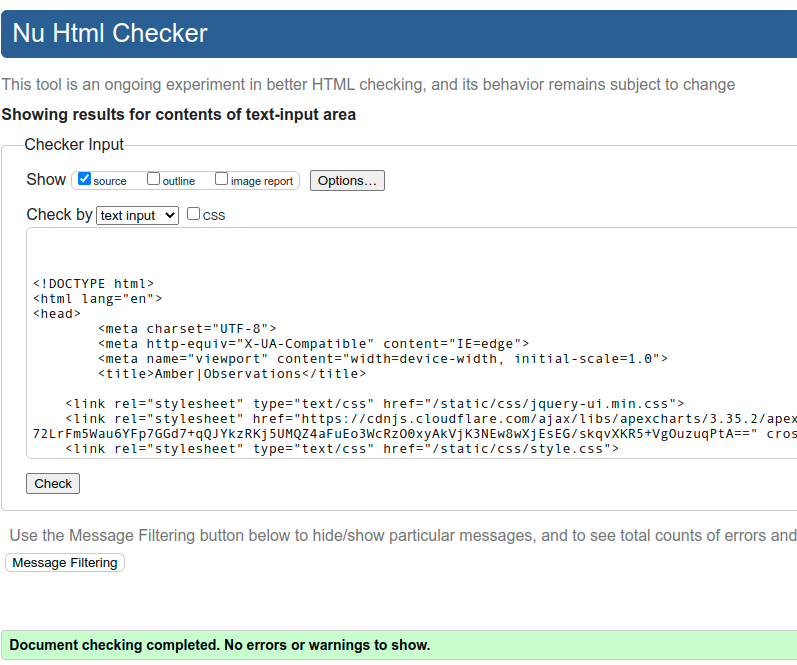 Nu Html Checker
This tool is an ongoing experiment in better HTML checking, and its behavior remains subject to change
Showing results for contents of text-input area
Checker Input
Show source outline image report Options...
Check by text input CSS
<!DOCTYPE html>
<html lang="en">
<head>
<meta charset="UTF-8">
<meta http-equiv="X-UA-Compatible" content="IE=edge">
<meta name="viewport" content="width=device-width, initial-scale=1.0">
<title>Amber|Observations</title>
<link rel="stylesheet" type="text/css" href="/static/css/jquery-ui.min.css">
<link rel="stylesheet" href="https://cdnjs.cloudflare.com/ajax/libs/apexcharts/3.35.2/apex
72LrFm5Wau6YFp7GGd7+qQJYkzRKj5UMQZ4aFuEo3WcRzO0xyAkVjK3NEw8wXjEsEG/skqvXKR5+VgOuzuqPtA==" cros
<link rel="stylesheet" type="text/css" href="/static/css/style.css">
Check
Use the Message Filtering button below to hide/show particular messages, and to see total counts of errors and
Message Filtering
Document checking completed. No errors or warnings to show.